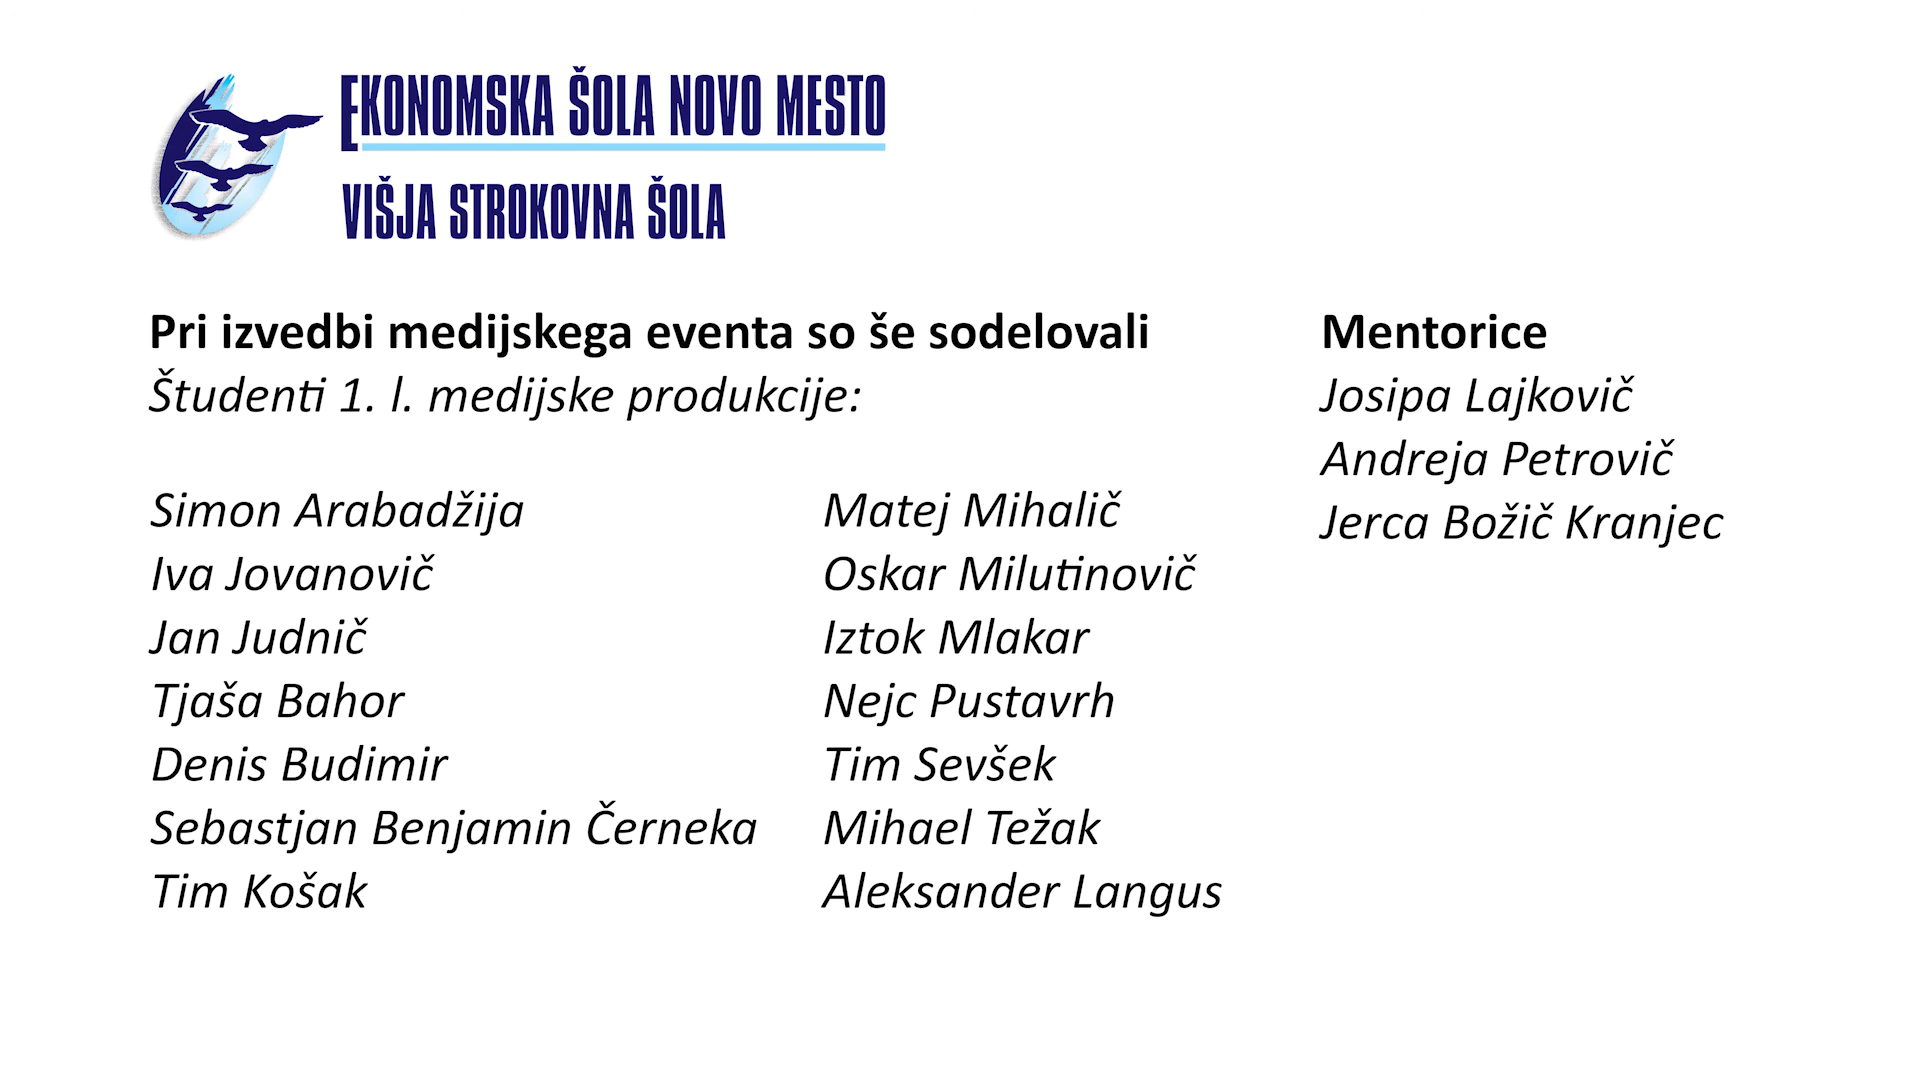 EKONOMSKA ŠOLA NOVO MESTO
VIŠJA STROKOVNA ŠOLA
Pri izvedbi medijskega eventa so še sodelovali
Študenti 1. l. medijske produkcije:
Simon Arabadžija
Iva Jovanovič
Jan Judnič
Tjaša Bahor
Denis Budimir
Sebastjan Benjamin Černeka
Tim Košak
Matej Mihalič
Oskar Milutinovič
Iztok Mlakar
Nejc Pustavrh
Tim Sevšek
Mihael Težak
Aleksander Langus
Mentorice
Josipa Lajkovič
Andreja Petrovič
Jerca Božič Kranjec